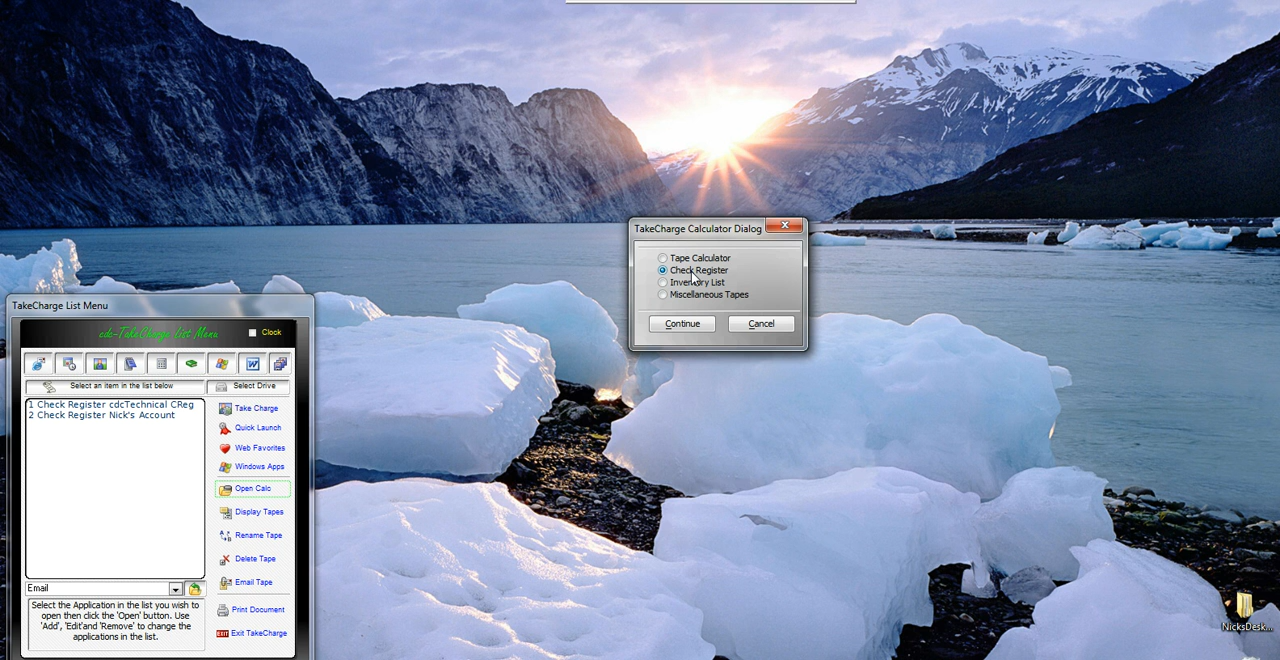 TakeCharge Calculator Dialog
Tape Calculator
Check Register
Inventory List
Miscellaneous Tapes
Continue
Cancel
TakeCharge List Menu
cdc-TakeCharge List Menu
Clock
Select an item in the list below
Select Drive
1 Check Register cdcTechnical CReg
2 Check Register Nick's Account
Take Charge
Quick Launch
Web Favorites
Windows Apps
Open Calc
Display Tapes
Rename Tape
Delete Tape
Email Tape
Print Document
EXIT Exit TakeCharge
Email
Select the Application in the list you wish to
open then click the 'Open' button. Use
'Add', 'Edit'and 'Remove' to change the
applications in the list.
NicksDesk...